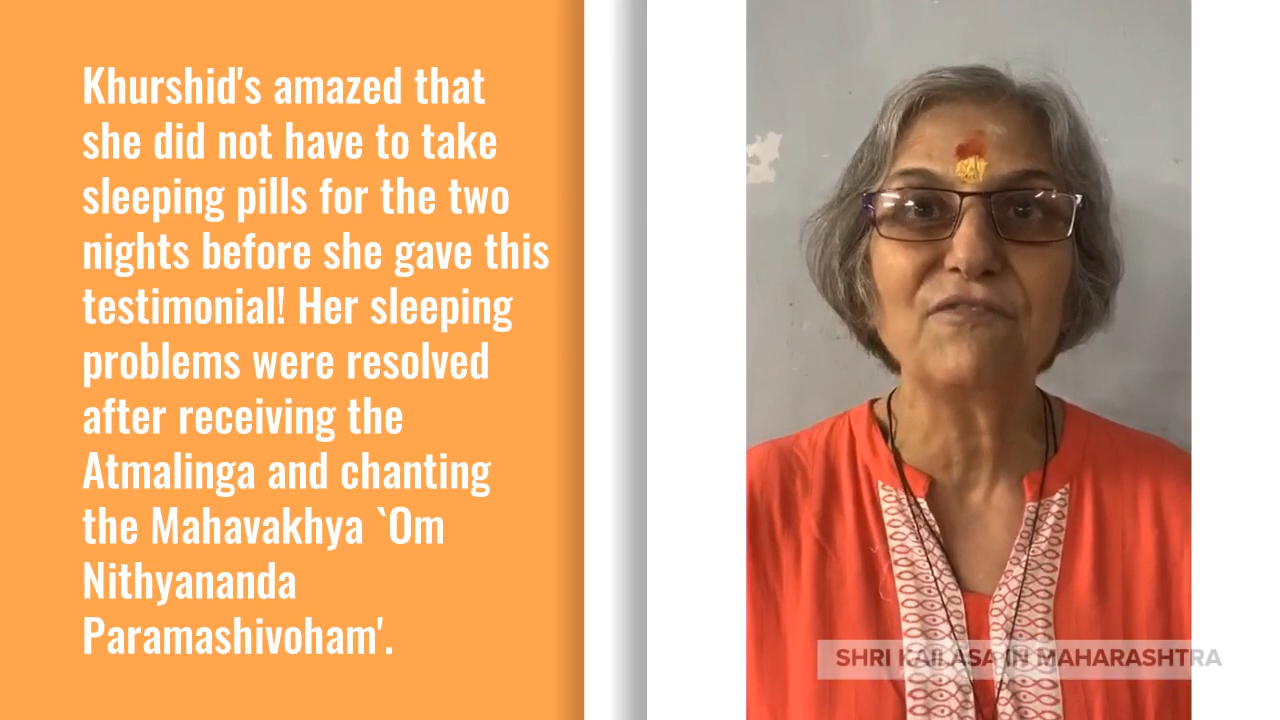 Khurshid's amazed that
she did not have to take
sleeping pills for the two
nights before she gave this
testimonial! Her sleeping
problems were resolved
after receiving the
Atmalinga and chanting
the Mahavakhya `Om
Nithyananda
Paramashivoham'.
SHRI KAILASA IN MAHARASHTRA